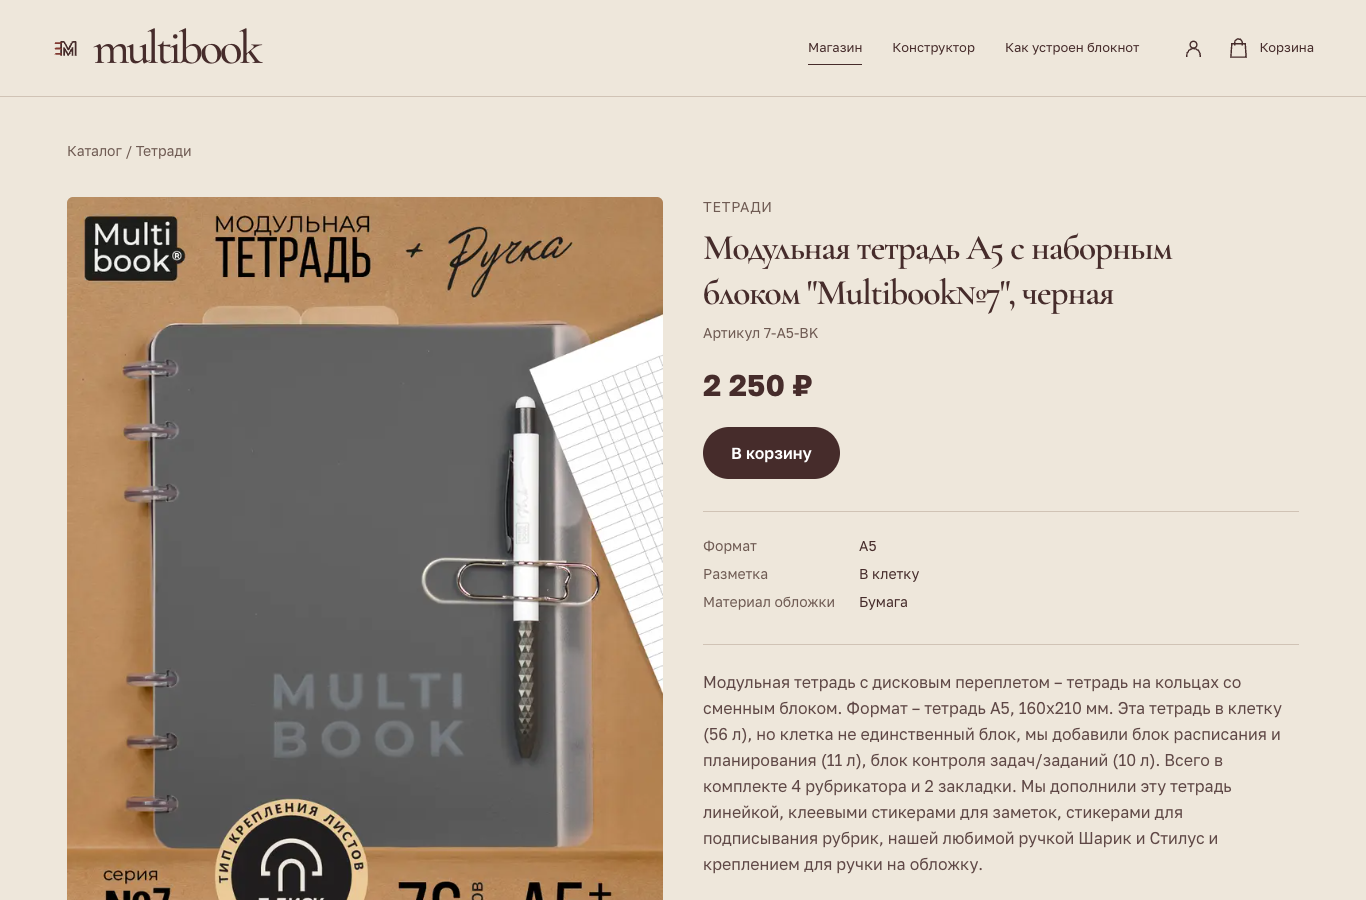 multibook
Магазин
Конструктор
Как устроен блокнот
Корзина
Каталог / Тетради
Multi
book®
МОДУЛЬНАЯ
ТЕТРАДЬ
+ Ручка
MULTI
BOOK
ТИП КРЕПЛЕНИЯ ЛИСТОВ
серия
№7
А5+
ТЕТРАДИ
Модульная тетрадь А5 с наборным
блоком "Multibook№7", черная
Артикул 7-A5-BK
2 250 ₽
В корзину
Формат А5
Разметка В клетку
Материал обложки Бумага
Модульная тетрадь с дисковым переплетом – тетрадь на кольцах со
сменным блоком. Формат – тетрадь А5, 160х210 мм. Эта тетрадь в клетку
(56 л), но клетка не единственный блок, мы добавили блок расписания и
планирования (11 л), блок контроля задач/заданий (10 л). Всего в
комплекте 4 рубрикатора и 2 закладки. Мы дополнили эту тетрадь
линейкой, клеевыми стикерами для заметок, стикерами для
подписывания рубрик, нашей любимой ручкой Шарик и Стилус и
креплением для ручки на обложку.